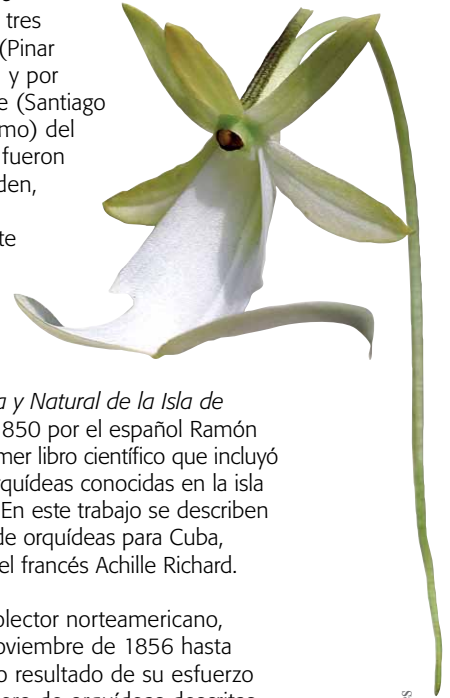 tres
(Pinar
y por
e (Santiago
mo) del
fueron
den,
te
a y Natural de la Isla de
850 por el español Ramón
mer libro científico que incluyó
rquídeas conocidas en la isla
En este trabajo se describen
de orquídeas para Cuba,
el francés Achille Richard.
olector norteamericano,
oviembre de 1856 hasta
o resultado de su esfuerzo